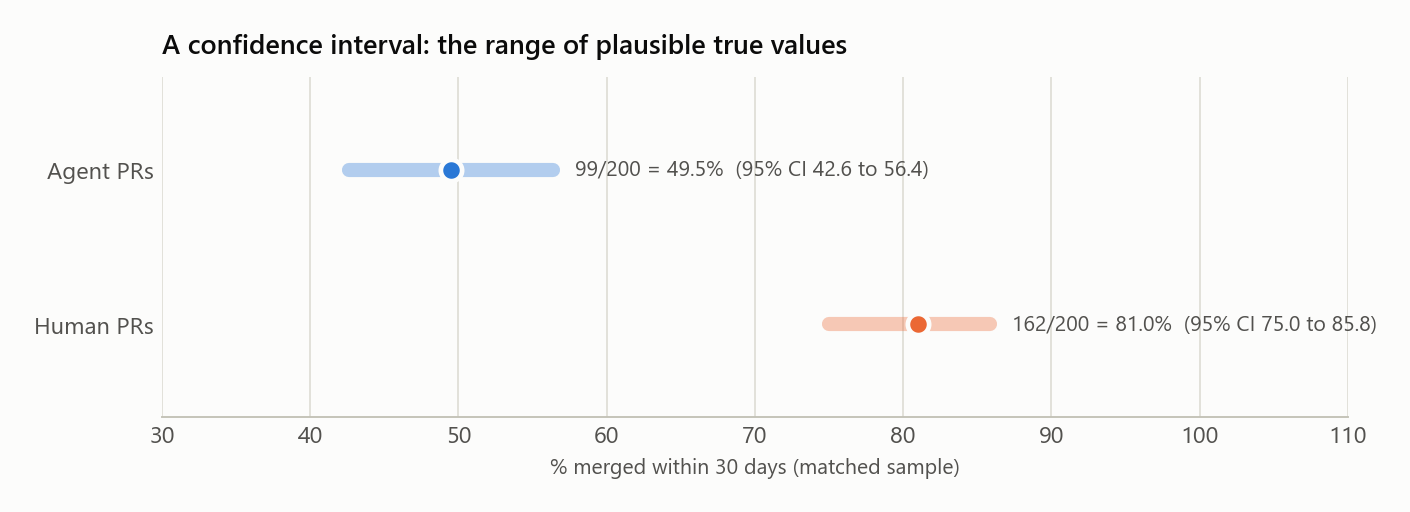 A confidence interval: the range of plausible true values
Agent PRs
99/200 = 49.5%  (95% CI 42.6 to 56.4)
Human PRs
162/200 = 81.0%  (95% CI 75.0 to 85.8)
30 40 50 60 70 80 90 100 110
% merged within 30 days (matched sample)